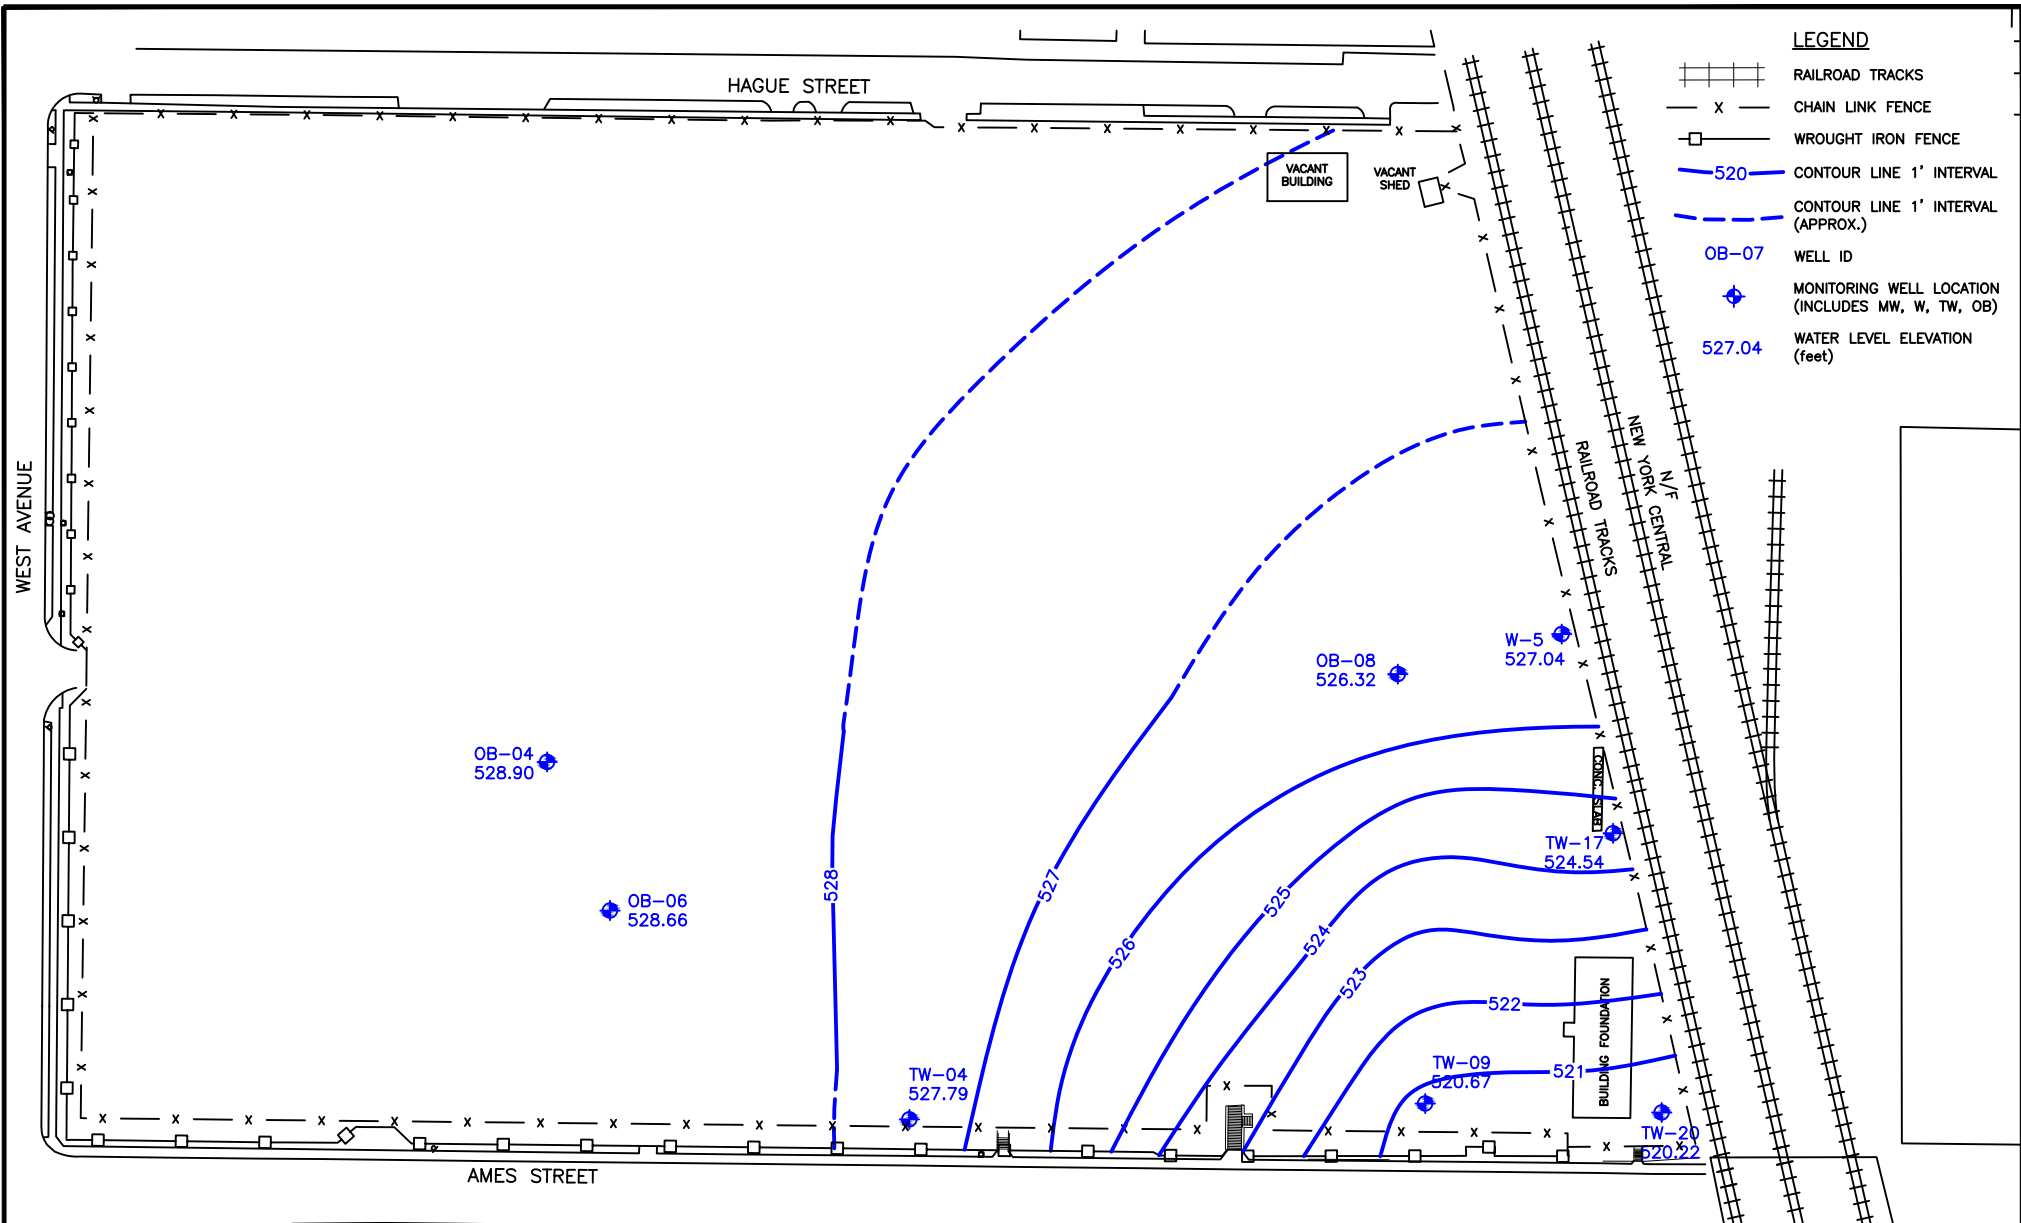 HAGUE STREET
LEGEND
RAILROAD TRACKS
X CHAIN LINK FENCE
WROUGHT IRON FENCE
520 CONTOUR LINE 1' INTERVAL
CONTOUR LINE 1' INTERVAL
(APPROX.)
OB-07 WELL ID
MONITORING WELL LOCATION
(INCLUDES MW, W, TW, OB)
527.04 WATER LEVEL ELEVATION
(feet)
VACANT
BUILDING
VACANT
SHED
WEST AVENUE
RAILROAD TRACKS
N/F
NEW YORK CENTRAL
W-5
527.04
OB-08
526.32
OB-04
528.90
OB-06
528.66
CONC. SLAB
TW-17
524.54
528
527
526
525
524
523
522
521
BUILDING FOUNDATION
TW-04
527.79
TW-09
520.67
TW-20
520.22
AMES STREET